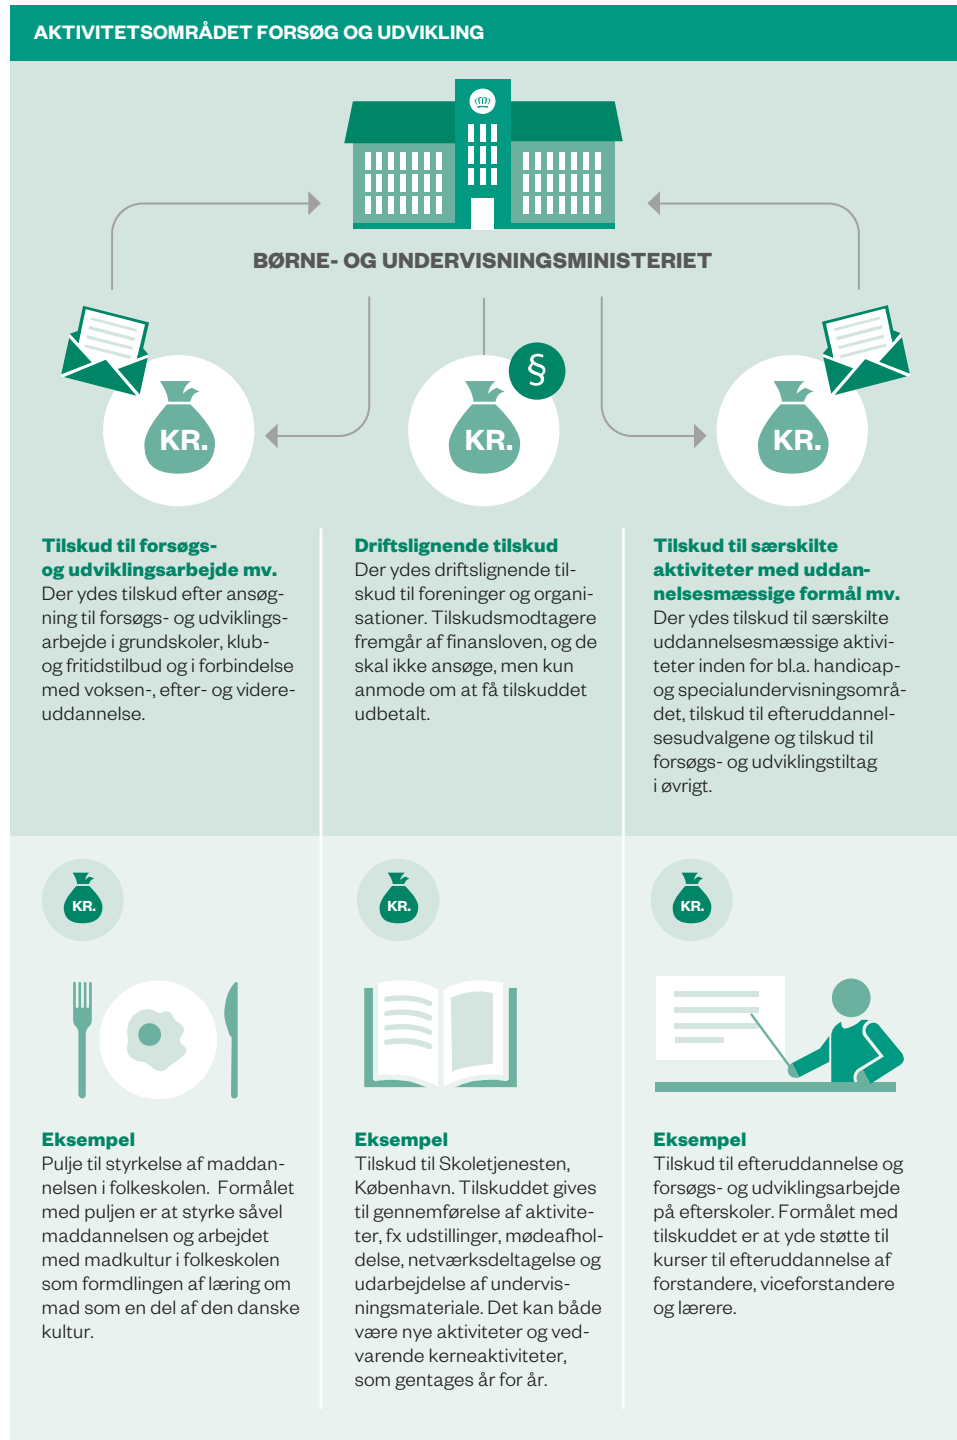 AKTIVITETSOMRÅDET FORSØG OG UDVIKLING
BØRNE- OG UNDERVISNINGSMINISTERIET
§
KR.
KR.
KR.
Tilskud til forsøgs-
og udviklingsarbejde mv.
Der ydes tilskud efter ansøg-
ning til forsøgs- og udviklings-
arbejde i grundskoler, klub-
og fritidstilbud og i forbindelse
med voksen-, efter- og videre-
uddannelse.
Driftslignende tilskud
Der ydes driftslignende til-
skud til foreninger og organi-
sationer. Tilskudsmodtagere
fremgår af finansloven, og de
skal ikke ansøge, men kun
anmode om at få tilskuddet
udbetalt.
Tilskud til særskilte
aktiviteter med uddan-
nelsesmæssige formål mv.
Der ydes tilskud til særskilte
uddannelsesmæssige aktivi-
teter inden for bl.a. handicap-
og specialundervisningsområ-
det, tilskud til efteruddannel-
sesudvalgene og tilskud til
forsøgs- og udviklingstiltag
i øvrigt.
KR.
KR.
KR.
Eksempel
Pulje til styrkelse af maddan-
nelsen i folkeskolen. Formålet
med puljen er at styrke såvel
maddannelsen og arbejdet
med madkultur i folkeskolen
som formdlingen af læring om
mad som en del af den danske
kultur.
Eksempel
Tilskud til Skoletjenesten,
København. Tilskuddet gives
til gennemførelse af aktivite-
ter, fx udstillinger, mødeafhol-
delse, netværksdeltagelse og
udarbejdelse af undervis-
ningsmateriale. Det kan både
være nye aktiviteter og ved-
varende kerneaktiviteter,
som gentages år for år.
Eksempel
Tilskud til efteruddannelse og
forsøgs- og udviklingsarbejde
på efterskoler. Formålet med
tilskuddet er at yde støtte til
kurser til efteruddannelse af
forstandere, viceforstandere
og lærere.